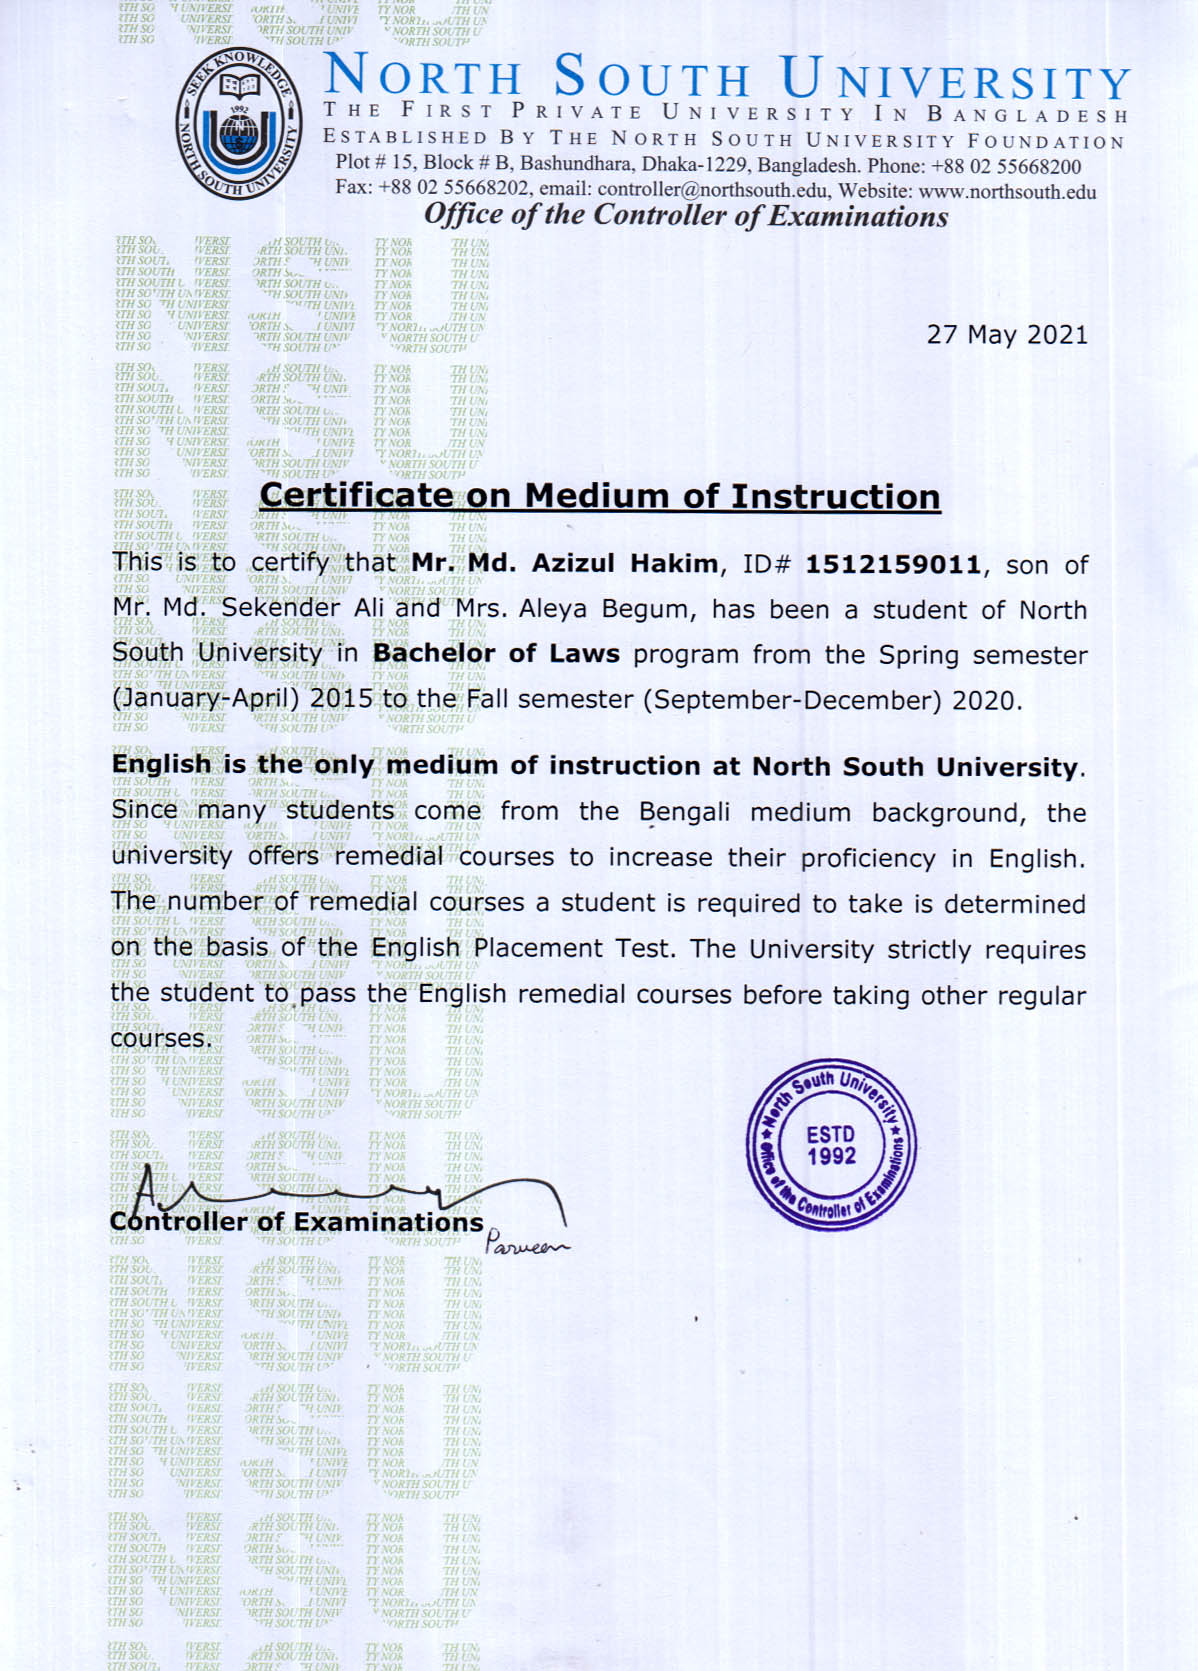 NORTH SOUTH UNIVERSITY
THE FIRST PRIVATE UNIVERSITY IN BANGLADESH
ESTABLISHED BY THE NORTH SOUTH UNIVERSITY FOUNDATION
Plot # 15, Block # B, Bashundhara, Dhaka-1229, Bangladesh. Phone: +88 02 55668200
Fax: +88 02 55668202, email: controller@northsouth.edu, Website: www.northsouth.edu
Office of the Controller of Examinations
SEEK KNOWLEDGE
1992
NORTH SOUTH UNIVERSITY
27 May 2021
Certificate on Medium of Instruction
This is to certify that Mr. Md. Azizul Hakim, ID# 1512159011, son of
Mr. Md. Sekender Ali and Mrs. Aleya Begum, has been a student of North
South University in Bachelor of Laws program from the Spring semester
(January-April) 2015 to the Fall semester (September-December) 2020.
English is the only medium of instruction at North South University.
Since many students come from the Bengali medium background, the
university offers remedial courses to increase their proficiency in English.
The number of remedial courses a student is required to take is determined
on the basis of the English Placement Test. The University strictly requires
the student to pass the English remedial courses before taking other regular
courses.
North South University
ESTD
1992
Office of the Controller of Examinations
Controller of Examinations
Parveen